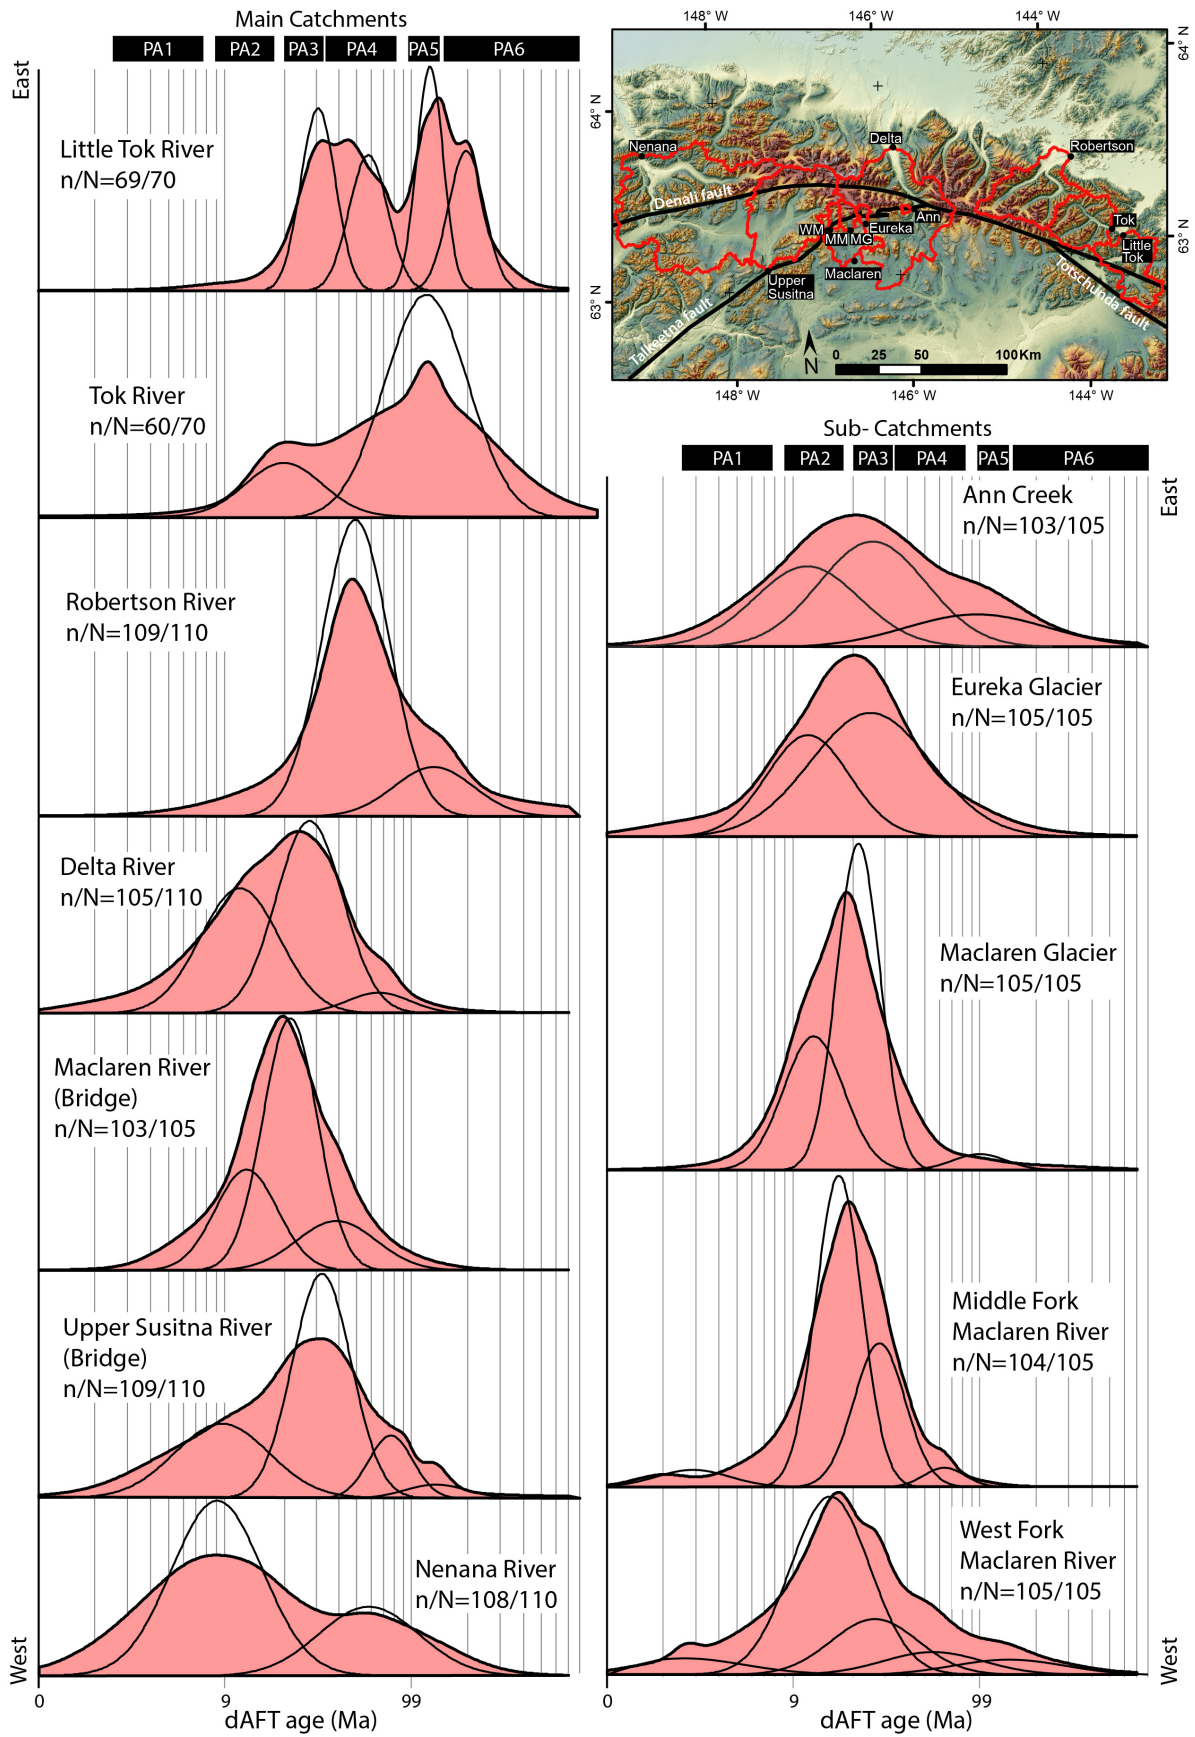 Main Catchments
PA1 PA2 PA3 PA4 PA5 PA6
East
Little Tok River
n/N=69/70
Tok River
n/N=60/70
Robertson River
n/N=109/110
Delta River
n/N=105/110
Maclaren River
(Bridge)
n/N=103/105
Upper Susitna River
(Bridge)
n/N=109/110
Nenana River
n/N=108/110
West
0 9 99
dAFT age (Ma)
148° W 146° W 144° W
64° N
64° N
63° N
63° N
Nenana
Delta
Robertson
Denali fault
Ann
Tok
WM
MM
MG
Eureka
Little
Tok
Maclaren
Upper
Susitna
Totschunda fault
Talkeetna fault
N
0 25 50 100 Km
148° W 146° W 144° W
Sub- Catchments
PA1 PA2 PA3 PA4 PA5 PA6
East
Ann Creek
n/N=103/105
Eureka Glacier
n/N=105/105
Maclaren Glacier
n/N=105/105
Middle Fork
Maclaren River
n/N=104/105
West Fork
Maclaren River
n/N=105/105
West
0 9 99
dAFT age (Ma)